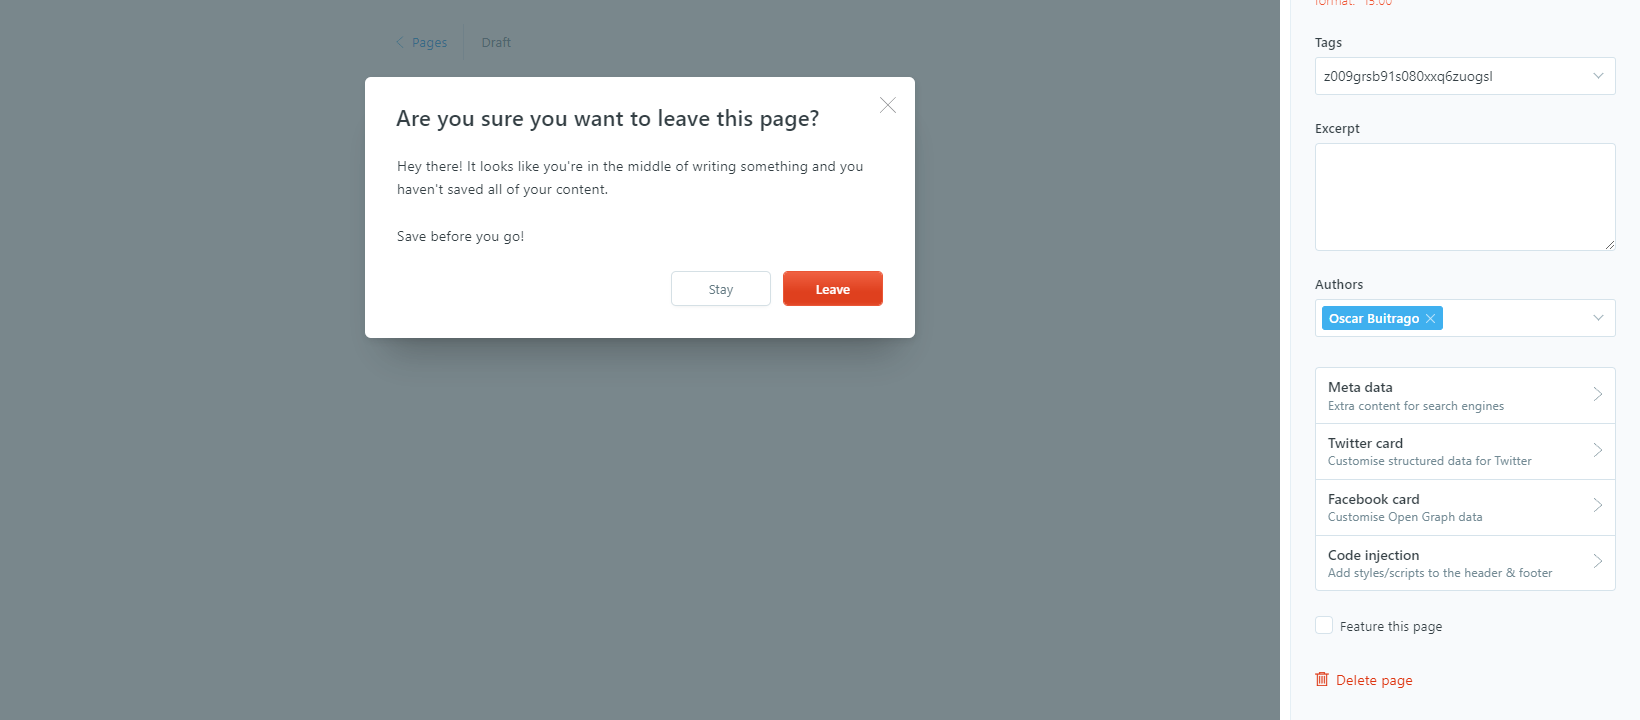 Pages
Draft
Are you sure you want to leave this page?
Hey there! It looks like you're in the middle of writing something and you
haven't saved all of your content.
Save before you go!
Stay
Leave
format: "15:00"
Tags
z009grsb91s080xxq6zuogsl
Excerpt
Authors
Oscar Buitrago
Meta data
Extra content for search engines
Twitter card
Customise structured data for Twitter
Facebook card
Customise Open Graph data
Code injection
Add styles/scripts to the header & footer
Feature this page
Delete page